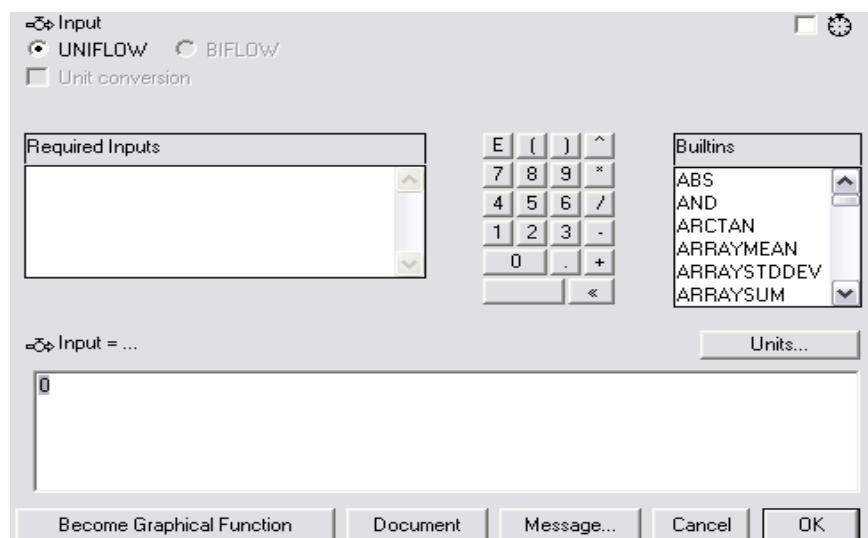 Input
UNIFLOW BIFLOW
Unit conversion
Required Inputs
E ( ) ^
7 8 9 *
4 5 6 /
1 2 3 -
0 . +
«
Builtins
ABS
AND
ARCTAN
ARRAYMEAN
ARRAYSTDDEV
ARRAYSUM
Input = ...
Units...
0
Become Graphical Function Document Message... Cancel OK